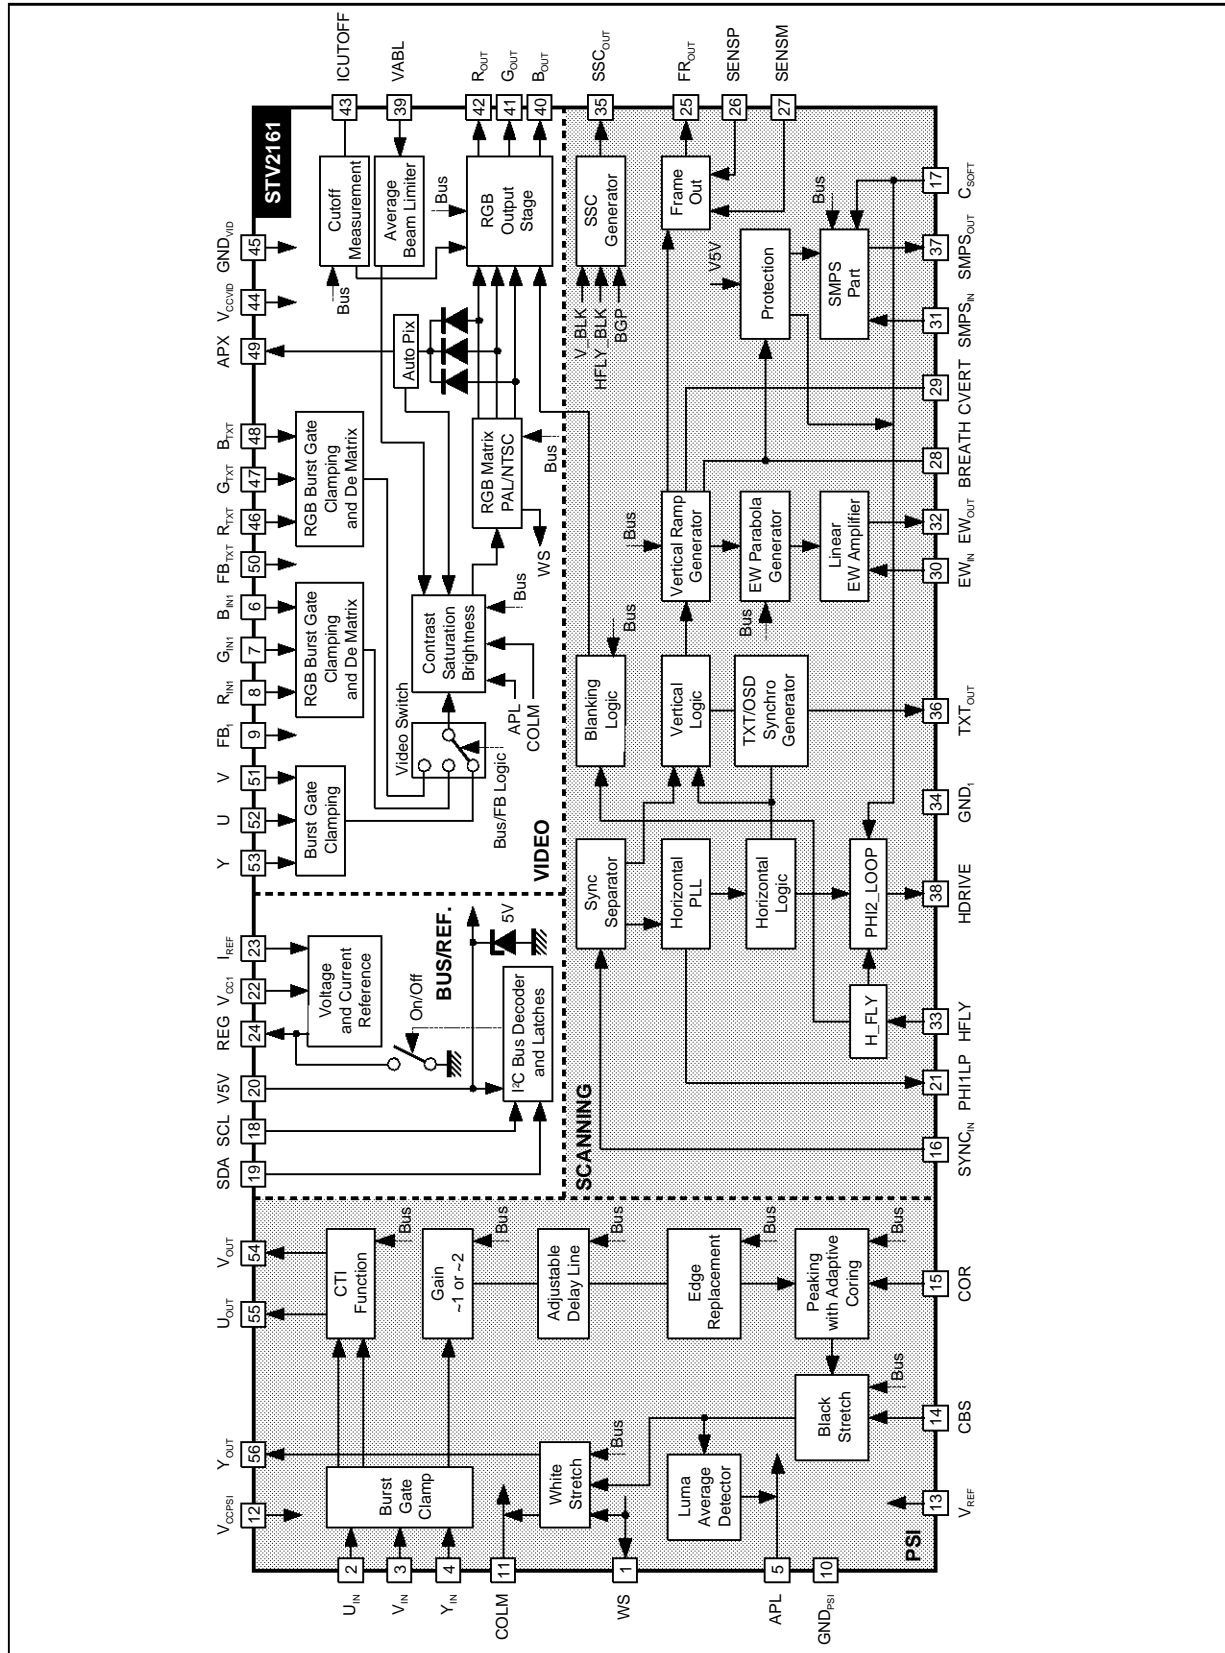 STV2161
ICUTOFF
43
VABL
39
ROUT
42
GOUT
41
BOUT
40
SSCOUT
35
FROUT
25
SENSP
26
SENSM
27
GNDVID
45
VCCVID
44
APX
49
BTXT
48
GTXT
47
RTXT
46
FBTXT
50
BIN1
6
GIN1
7
RIN1
8
FB1
9
V
51
U
52
Y
53
IREF
23
VCC1
22
REG
24
V5V
20
SCL
18
SDA
19
VOUT
54
UOUT
55
YOUT
56
VCCPSI
12
2
UIN
3
VIN
4
YIN
11
COLM
1
WS
5
APL
10
GNDPSI
17
CSOFT
37
SMPSOUT
31
SMPSIN
29
CVERT
28
BREATH
32
EWOUT
30
EWIN
36
TXTOUT
34
GND1
38
HDRIVE
33
HFLY
21
PHI1LP
16
SYNCIN
15
COR
14
CBS
13
VREF
VIDEO
Cutoff
Measurement
Bus
Average
Beam Limiter
RGB
Output
Stage
Bus
Auto Pix
RGB Matrix
PAL/NTSC
Bus
WS
RGB Burst Gate
Clamping
and De Matrix
RGB Burst Gate
Clamping
and De Matrix
Burst Gate
Clamping
Contrast
Saturation
Brightness
Bus
APL
COLM
Video Switch
Bus/FB Logic
BUS/REF.
Voltage
and Current
Reference
On/Off
5V
I²C Bus Decoder
and Latches
SCANNING
SSC
Generator
V_BLK
HFLY_BLK
BGP
Frame
Out
Protection
V5V
SMPS
Part
Bus
Vertical Ramp
Generator
Bus
EW Parabola
Generator
Bus
Linear
EW Amplifier
Blanking
Logic
Bus
Vertical
Logic
TXT/OSD
Synchro
Generator
Sync
Separator
Horizontal
PLL
Horizontal
Logic
PHI2_LOOP
H_FLY
PSI
CTI
Function
Bus
Gain
~1 or ~2
Bus
Adjustable
Delay Line
Bus
Edge
Replacement
Bus
Peaking
with Adaptive
Coring
Bus
Black
Stretch
Bus
Burst
Gate
Clamp
White
Stretch
Bus
Luma
Average
Detector